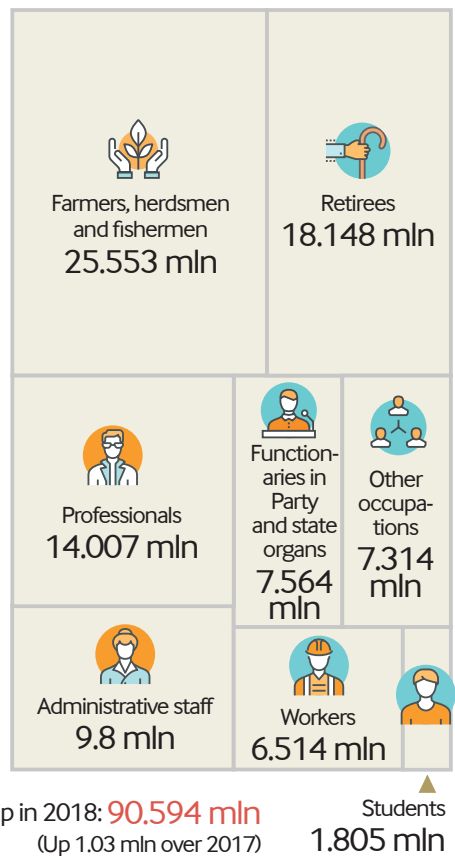 Farmers, herdsmen
and fishermen
25.553 mln
Retirees
18.148 mln
Professionals
14.007 mln
Function-
aries in
Party
and state
organs
7.564
mln
Other
occupa-
tions
7.314
mln
Administrative staff
9.8 mln
Workers
6.514 mln
Students
1.805 mln
in 2018: 90.594 mln
(Up 1.03 mln over 2017)